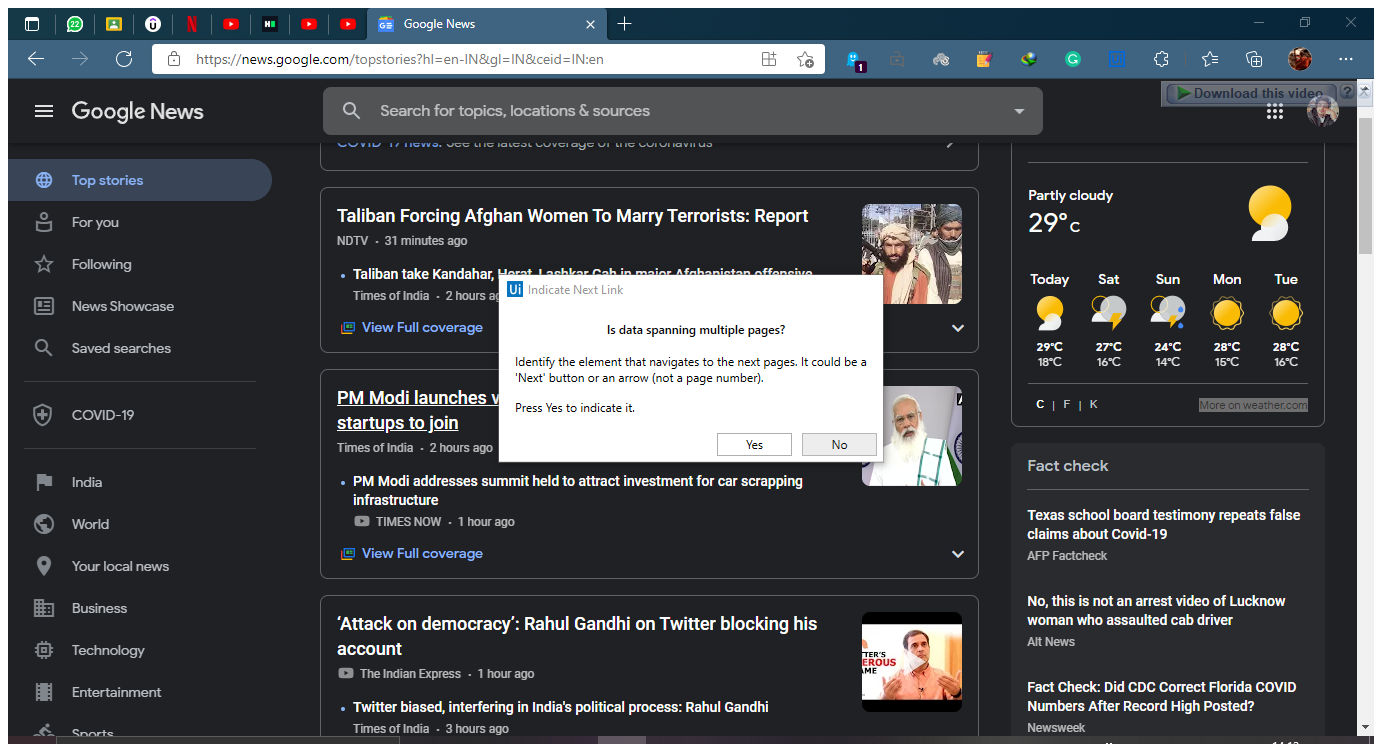 22
Google News
https://news.google.com/topstories?hl=en-IN&gl=IN&ceid=IN:en
1
Google News
Search for topics, locations & sources
Download this video
Top stories
For you
Following
News Showcase
Saved searches
COVID-19
India
World
Your local news
Business
Technology
Entertainment
Sports
COVID-19 news: See the latest coverage of the coronavirus
Taliban Forcing Afghan Women To Marry Terrorists: Report
NDTV · 31 minutes ago
Taliban take Kandahar, Herat, Lashkar Gah in major Afghanistan offensive
Times of India · 2 hours ag
View Full coverage
Ui Indicate Next Link
Is data spanning multiple pages?
Identify the element that navigates to the next pages. It could be a
'Next' button or an arrow (not a page number).
Press Yes to indicate it.
Yes
No
PM Modi launches v
startups to join
Times of India · 2 hours ago
PM Modi addresses summit held to attract investment for car scrapping
infrastructure
TIMES NOW · 1 hour ago
View Full coverage
‘Attack on democracy’: Rahul Gandhi on Twitter blocking his
account
The Indian Express · 1 hour ago
Twitter biased, interfering in India's political process: Rahul Gandhi
Times of India · 3 hours ago
Partly cloudy
29°C
Today Sat Sun Mon Tue
29°C 27°C 24°C 28°C 28°C
18°C 16°C 14°C 15°C 16°C
C | F | K
More on weather.com
Fact check
Texas school board testimony repeats false
claims about Covid-19
AFP Factcheck
No, this is not an arrest video of Lucknow
woman who assaulted cab driver
Alt News
Fact Check: Did CDC Correct Florida COVID
Numbers After Record High Posted?
Newsweek